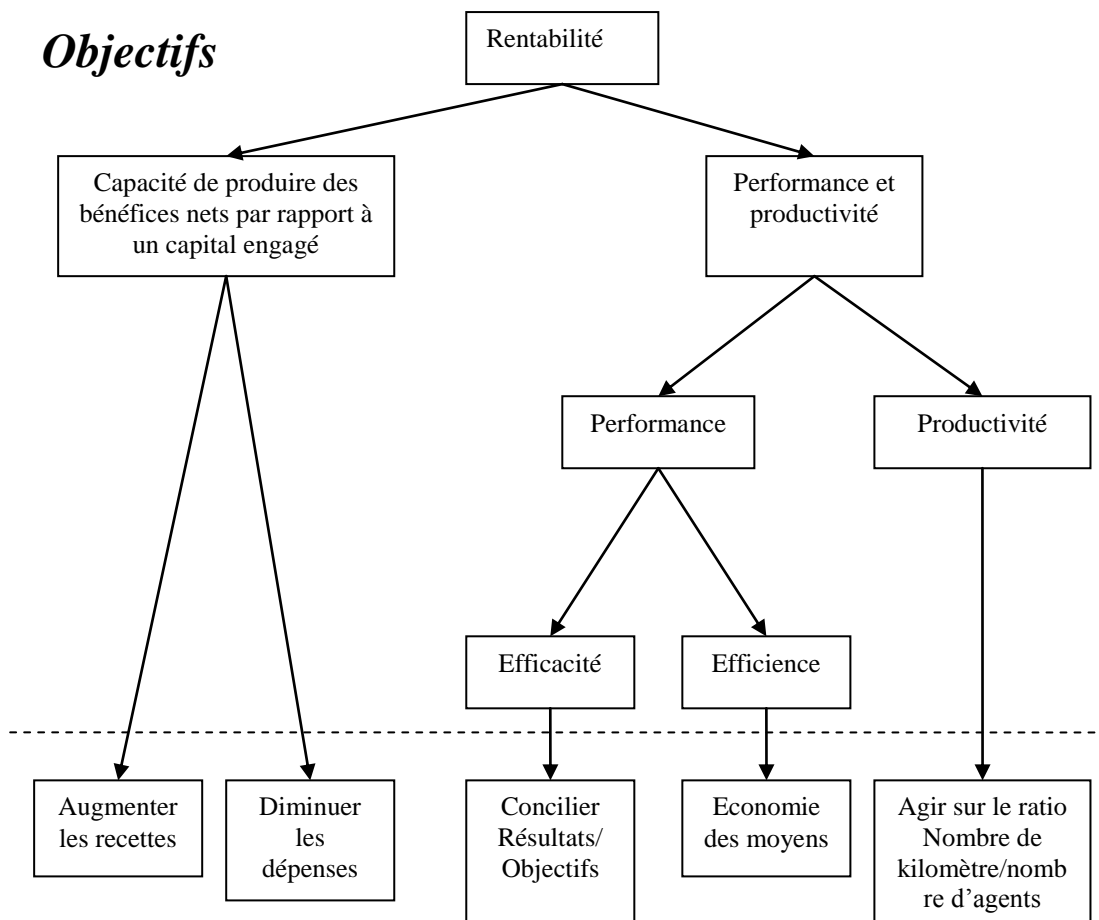 Objectifs
Rentabilité
Capacité de produire des
bénéfices nets par rapport à
un capital engagé
Performance et
productivité
Performance
Productivité
Efficacité
Efficience
Augmenter
les recettes
Diminuer
les
dépenses
Concilier
Résultats/
Objectifs
Economie
des moyens
Agir sur le ratio
Nombre de
kilomètre/nomb
re d’agents